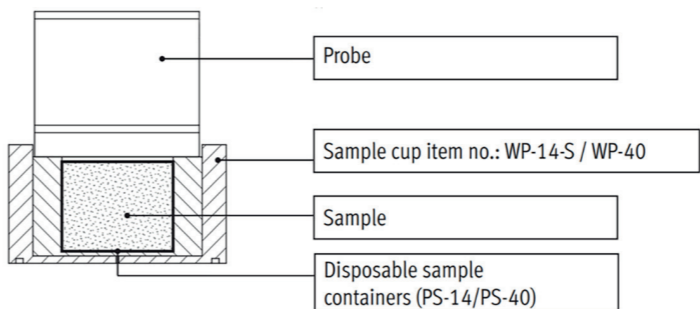 Probe
Sample cup item no.: WP-14-S / WP-40
Sample
Disposable sample
containers (PS-14/PS-40)